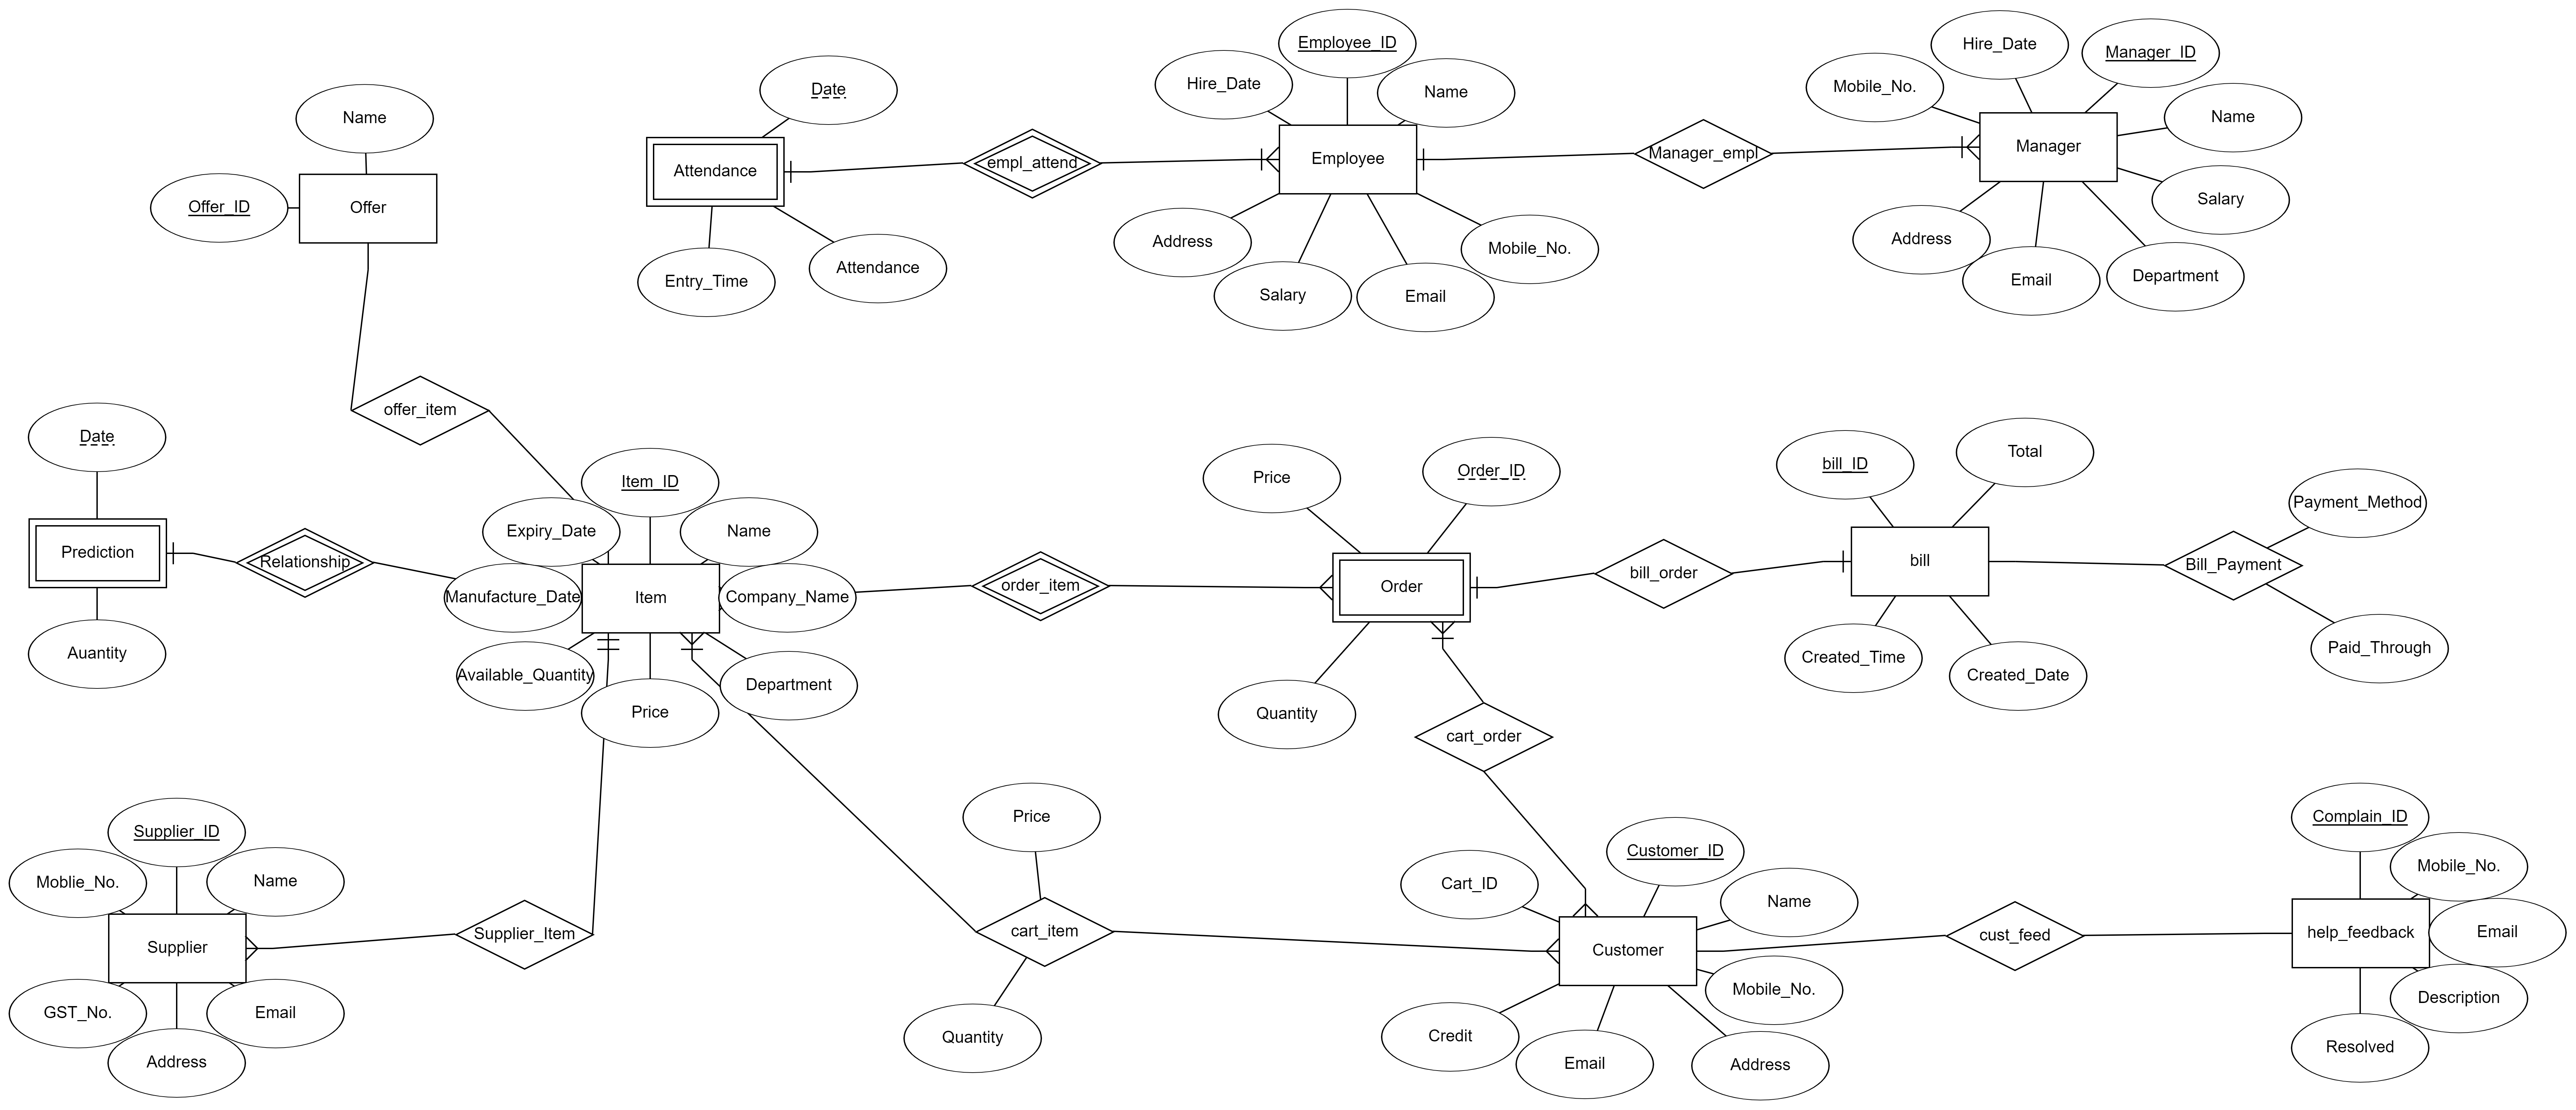 Employee_ID
Hire_Date
Manager_ID
Hire_Date
Mobile_No.
Date
Name
Name
Name
Attendance
empl_attend
Employee
Manager_empl
Manager
Offer_ID
Offer
Salary
Address
Mobile_No.
Address
Entry_Time
Attendance
Salary
Email
Email
Department
offer_item
Date
Item_ID
Price
Order_ID
bill_ID
Total
Payment_Method
Expiry_Date
Name
Prediction
Relationship
Manufacture_Date
Item
Company_Name
order_item
Order
bill_order
bill
Bill_Payment
Auantity
Available_Quantity
Price
Department
Quantity
Created_Time
Created_Date
Paid_Through
cart_order
Supplier_ID
Price
Customer_ID
Complain_ID
Moblie_No.
Name
Cart_ID
Name
Mobile_No.
Supplier
Supplier_Item
cart_item
Customer
cust_feed
help_feedback
Email
GST_No.
Email
Mobile_No.
Description
Address
Quantity
Credit
Email
Address
Resolved